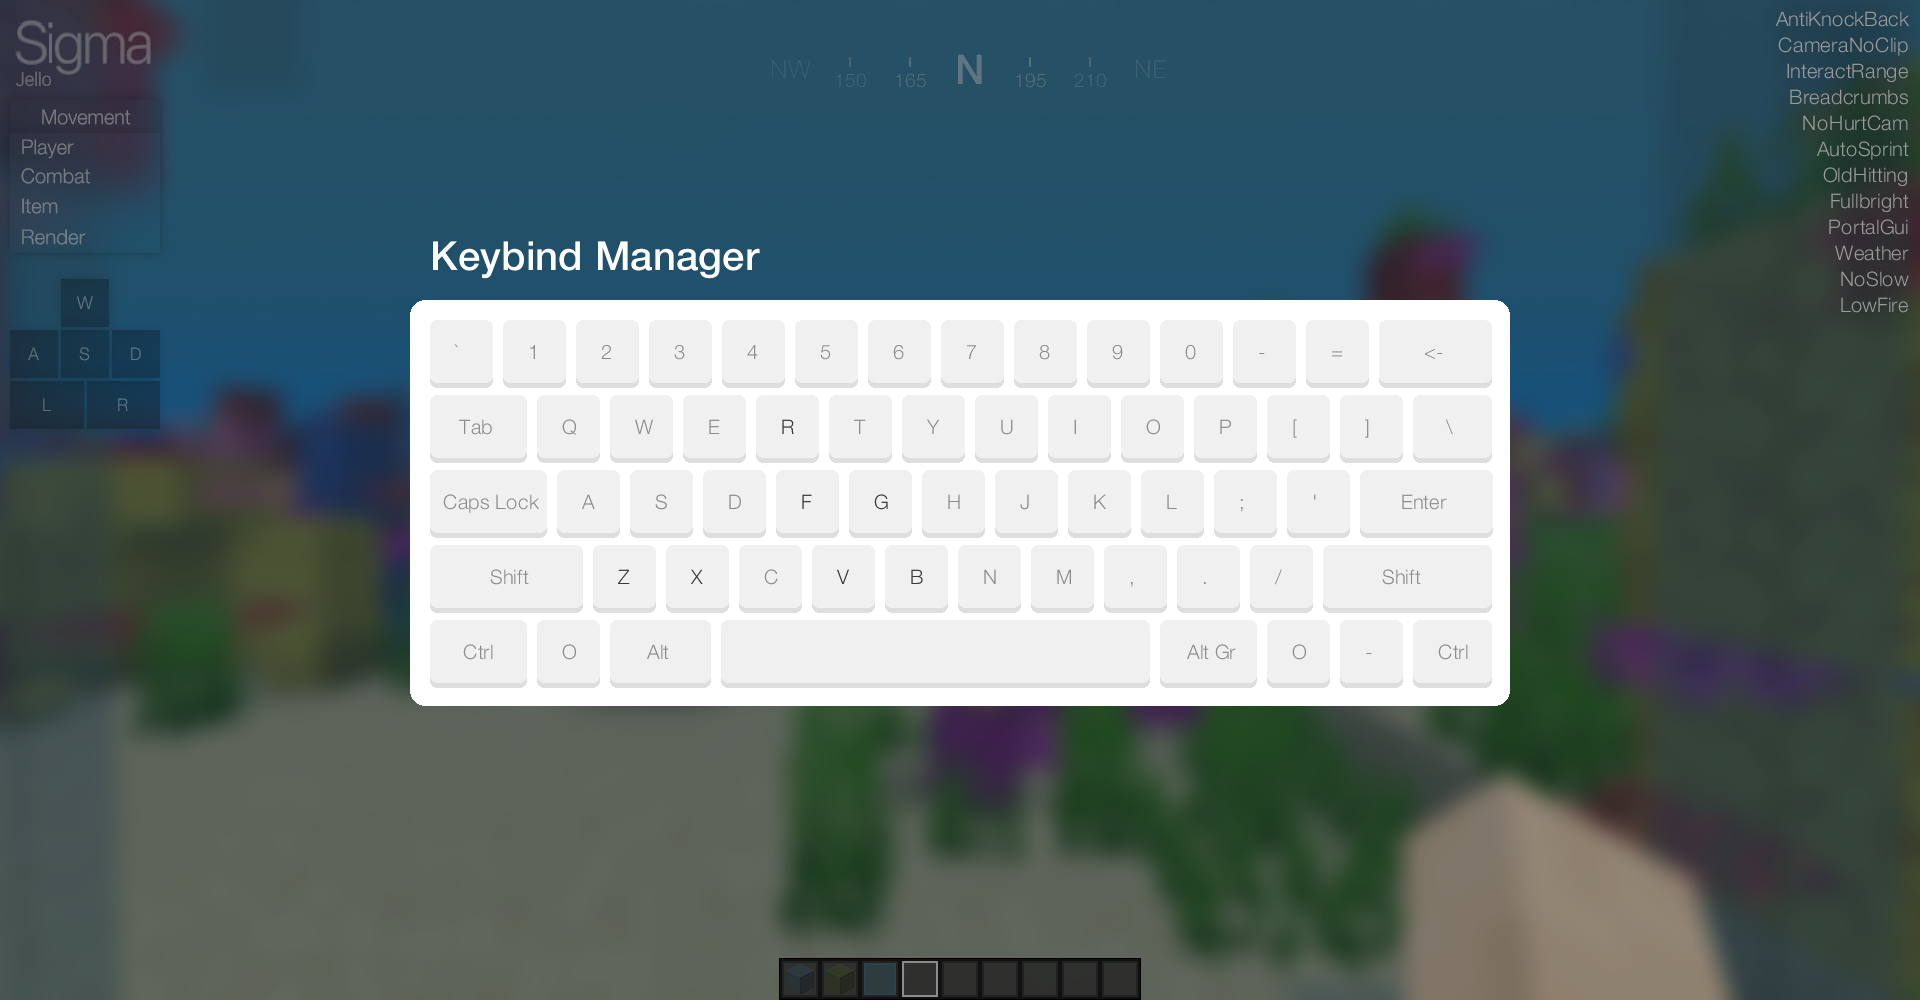 Sigma
Jello
Movement
Player
Combat
Item
Render
W
A S D
L R
NW 150 165 N 195 210 NE
AntiKnockBack
CameraNoClip
InteractRange
Breadcrumbs
NoHurtCam
AutoSprint
OldHitting
Fullbright
PortalGui
Weather
NoSlow
LowFire
Keybind Manager
` 1 2 3 4 5 6 7 8 9 0 - = <-
Tab Q W E R T Y U I O P [ ] \
Caps Lock A S D F G H J K L ; ' Enter
Shift Z X C V B N M , . / Shift
Ctrl O Alt Alt Gr O - Ctrl